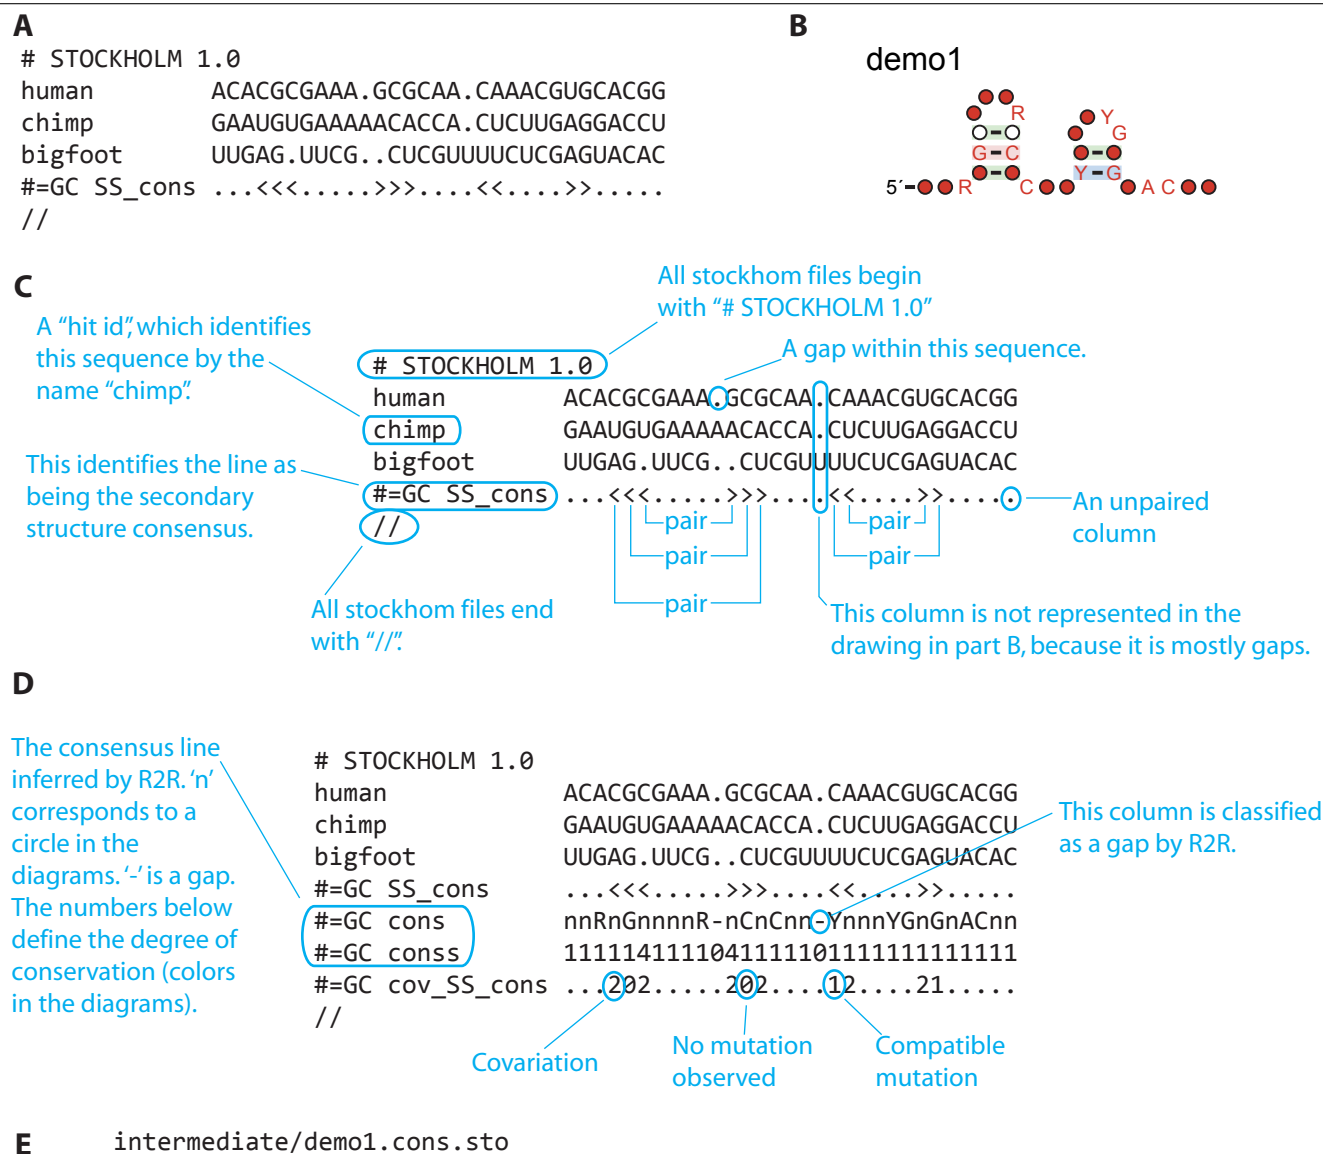 A
# STOCKHOLM 1.0
human ACACGCGAAA.GCGCAA.CAAACGUGCACGG
chimp GAAUGUGAAAAACACCA.CUCUUGAGGACCU
bigfoot UUGAG.UUCG..CUCGUUUUCUCGAGUACAC
#=GC SS_cons ...<<<.....>>>....<<....>>.....
//
B
demo1
R
Y
G
G C
Y G
5´ R C A C
C
All stockhom files begin
with “# STOCKHOLM 1.0”
A “hit id”, which identifies
this sequence by the
name “chimp”.
A gap within this sequence.
# STOCKHOLM 1.0
human ACACGCGAAA.GCGCAA.CAAACGUGCACGG
chimp GAAUGUGAAAAACACCA.CUCUUGAGGACCU
bigfoot UUGAG.UUCG..CUCGUUUUCUCGAGUACAC
#=GC SS_cons ...<<<.....>>>....<<....>>.....
//
This identifies the line as
being the secondary
structure consensus.
An unpaired
column
pair pair
pair pair
pair
All stockhom files end
with “//”.
This column is not represented in the
drawing in part B, because it is mostly gaps.
D
The consensus line
inferred by R2R. ‘n’
corresponds to a
circle in the
diagrams. ‘-’ is a gap.
The numbers below
define the degree of
conservation (colors
in the diagrams).
# STOCKHOLM 1.0
human ACACGCGAAA.GCGCAA.CAAACGUGCACGG
chimp GAAUGUGAAAAACACCA.CUCUUGAGGACCU
bigfoot UUGAG.UUCG..CUCGUUUUCUCGAGUACAC
#=GC SS_cons ...<<<.....>>>....<<....>>.....
#=GC cons nnRnGnnnnR-nCnCnn-YnnnYGnGnACnn
#=GC conss 1111141111041111101111111111111
#=GC cov_SS_cons ...202.....202....12....21.....
//
This column is classified
as a gap by R2R.
Covariation
No mutation
observed
Compatible
mutation
E
intermediate/demo1.cons.sto